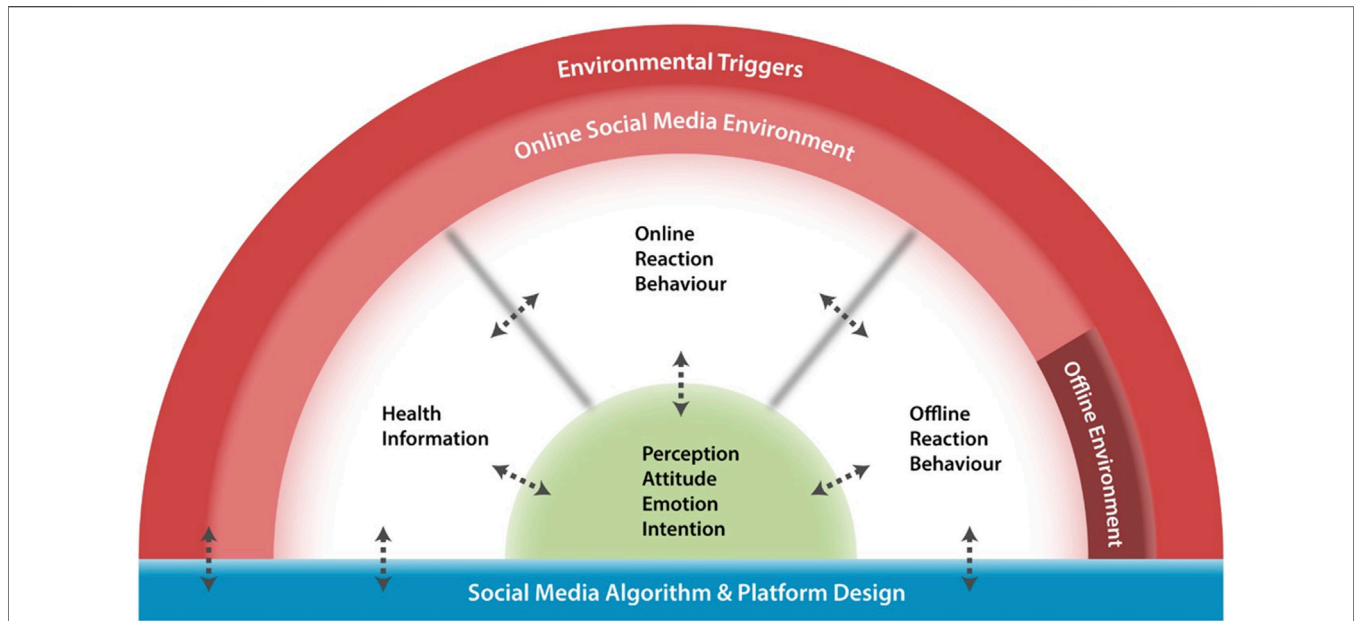 Environmental Triggers
Online Social Media Environment
Online
Reaction
Behaviour
Health
Information
Perception
Attitude
Emotion
Intention
Offline
Reaction
Behaviour
Offline Environment
Social Media Algorithm & Platform Design